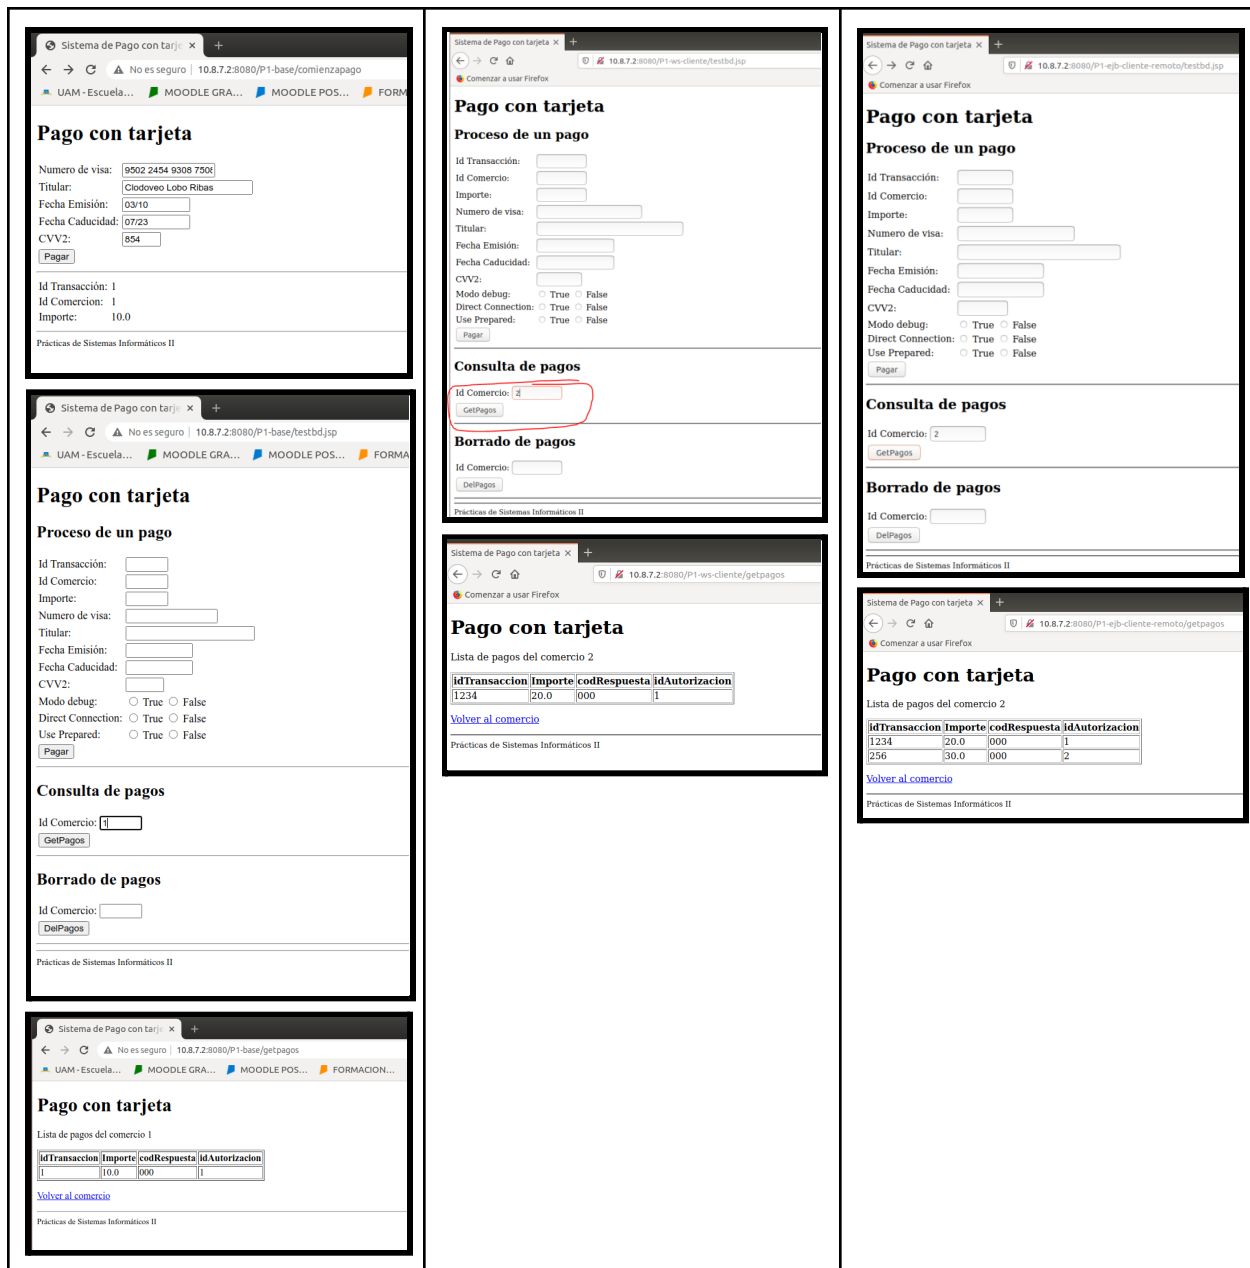 Sistema de Pago con tarje × +
No es seguro | 10.8.7.2:8080/P1-base/comienzapago
UAM - Escuela... MOODLE GRA... MOODLE POS... FORM
Pago con tarjeta
Numero de visa: 9502 2454 9308 7508
Titular: Clodoveo Lobo Ribas
Fecha Emisión: 03/10
Fecha Caducidad: 07/23
CVV2: 854
Pagar
Id Transacción: 1
Id Comercion: 1
Importe: 10.0
Prácticas de Sistemas Informáticos II
Sistema de Pago con tarje × +
No es seguro | 10.8.7.2:8080/P1-base/testbd.jsp
UAM - Escuela... MOODLE GRA... MOODLE POS... FORMA
Pago con tarjeta
Proceso de un pago
Id Transacción:
Id Comercio:
Importe:
Numero de visa:
Titular:
Fecha Emisión:
Fecha Caducidad:
CVV2:
Modo debug: True False
Direct Connection: True False
Use Prepared: True False
Pagar
Consulta de pagos
Id Comercio: 1
GetPagos
Borrado de pagos
Id Comercio:
DelPagos
Prácticas de Sistemas Informáticos II
Sistema de Pago con tarje × +
No es seguro | 10.8.7.2:8080/P1-base/getpagos
UAM - Escuela... MOODLE GRA... MOODLE POS... FORMACION...
Pago con tarjeta
Lista de pagos del comercio 1
idTransaccion Importe codRespuesta idAutorizacion
1 10.0 000 1
Volver al comercio
Prácticas de Sistemas Informáticos II
Sistema de Pago con tarjeta × +
10.8.7.2:8080/P1-ws-cliente/testbd.jsp
Comenzar a usar Firefox
Pago con tarjeta
Proceso de un pago
Id Transacción:
Id Comercio:
Importe:
Numero de visa:
Titular:
Fecha Emisión:
Fecha Caducidad:
CVV2:
Modo debug: True False
Direct Connection: True False
Use Prepared: True False
Pagar
Consulta de pagos
Id Comercio: 2
GetPagos
Borrado de pagos
Id Comercio:
DelPagos
Prácticas de Sistemas Informáticos II
Sistema de Pago con tarjeta × +
10.8.7.2:8080/P1-ws-cliente/getpagos
Comenzar a usar Firefox
Pago con tarjeta
Lista de pagos del comercio 2
idTransaccion Importe codRespuesta idAutorizacion
1234 20.0 000 1
Volver al comercio
Prácticas de Sistemas Informáticos II
Sistema de Pago con tarjeta × +
10.8.7.2:8080/P1-ejb-cliente-remoto/testbd.jsp
Comenzar a usar Firefox
Pago con tarjeta
Proceso de un pago
Id Transacción:
Id Comercio:
Importe:
Numero de visa:
Titular:
Fecha Emisión:
Fecha Caducidad:
CVV2:
Modo debug: True False
Direct Connection: True False
Use Prepared: True False
Pagar
Consulta de pagos
Id Comercio: 2
GetPagos
Borrado de pagos
Id Comercio:
DelPagos
Prácticas de Sistemas Informáticos II
Sistema de Pago con tarjeta × +
10.8.7.2:8080/P1-ejb-cliente-remoto/getpagos
Comenzar a usar Firefox
Pago con tarjeta
Lista de pagos del comercio 2
idTransaccion Importe codRespuesta idAutorizacion
1234 20.0 000 1
256 30.0 000 2
Volver al comercio
Prácticas de Sistemas Informáticos II